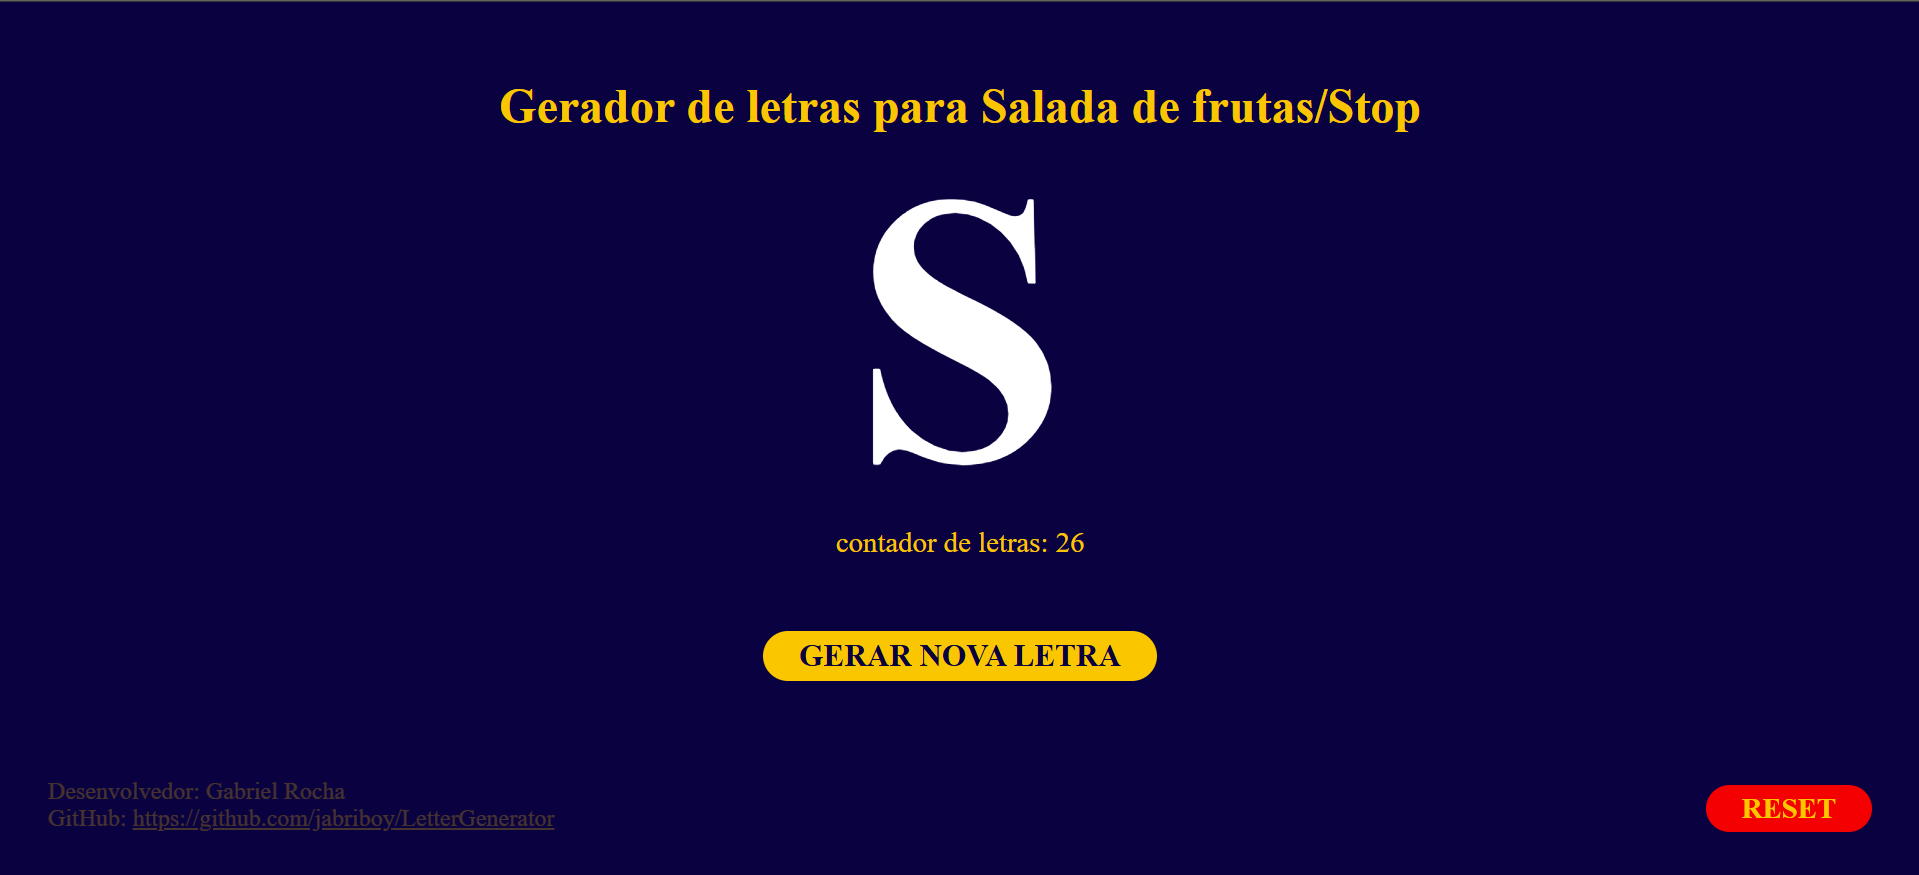 Gerador de letras para Salada de frutas/Stop
S
contador de letras: 26
GERAR NOVA LETRA
Desenvolvedor: Gabriel Rocha
GitHub: https://github.com/jabriboy/LetterGenerator
RESET